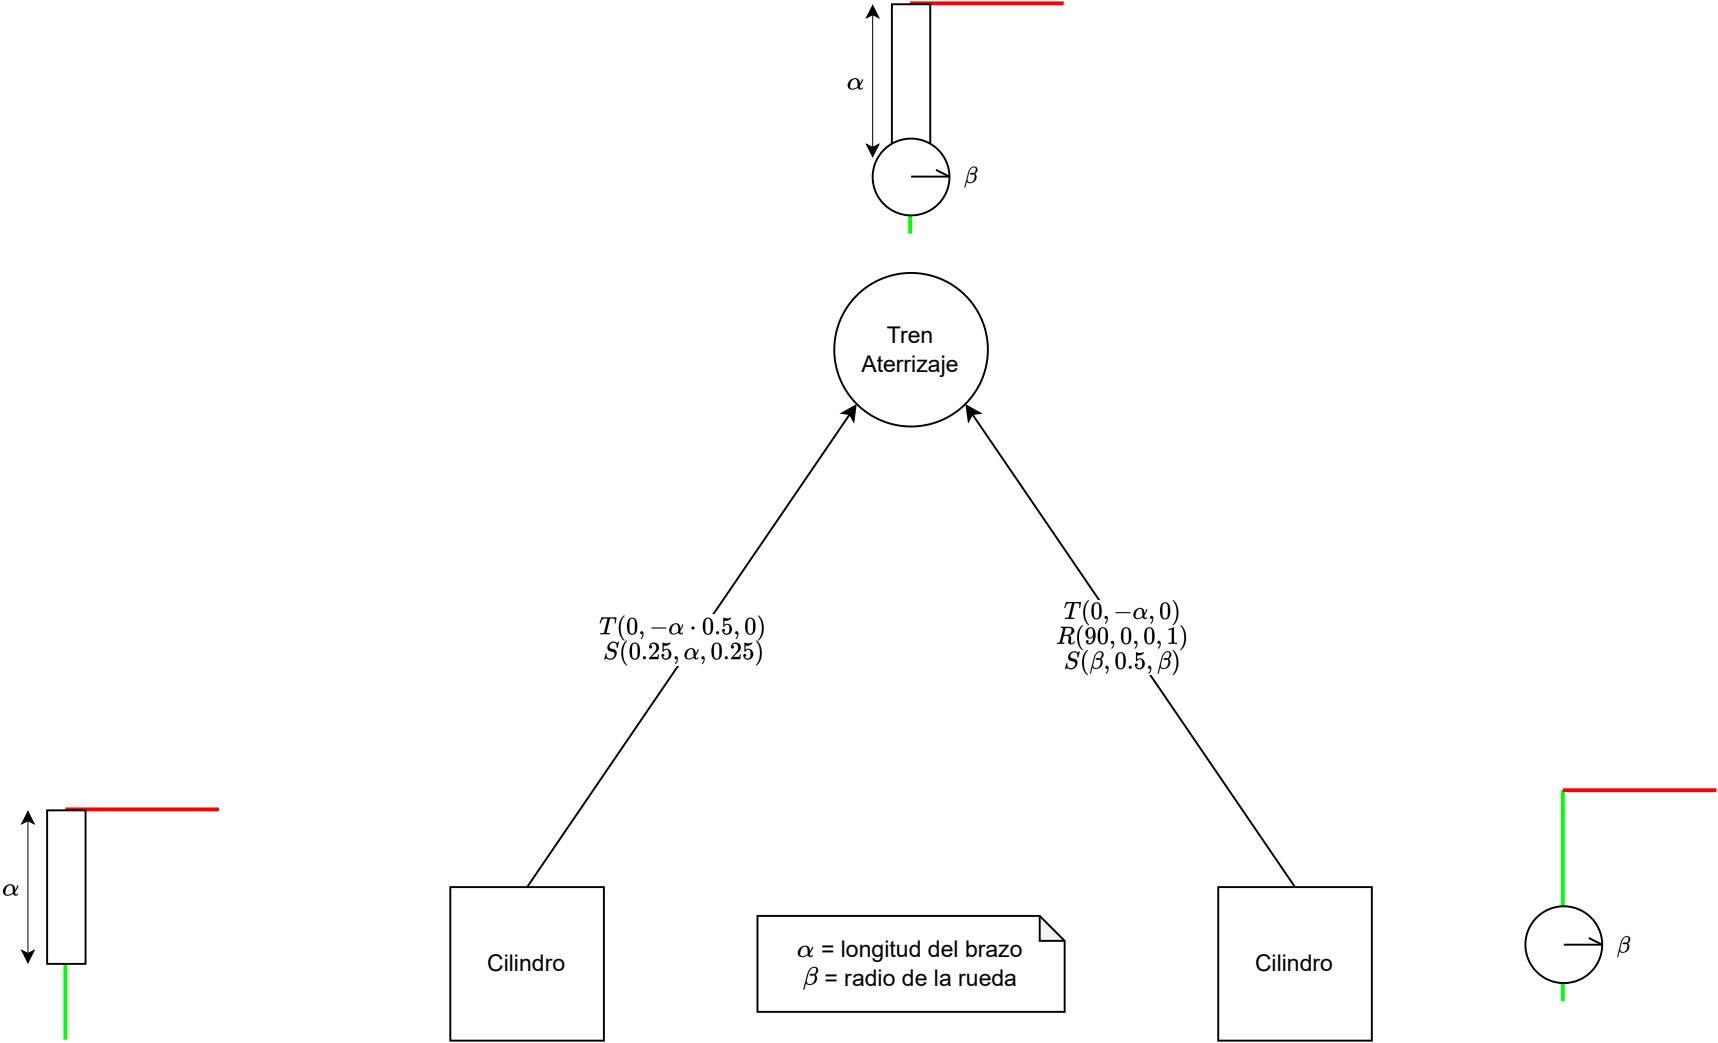 α
β
Tren
Aterrizaje
T(0, −α · 0.5, 0)
S(0.25, α, 0.25)
T(0, −α, 0)
R(90, 0, 0, 1)
S(β, 0.5, β)
α
Cilindro
α = longitud del brazo
β = radio de la rueda
Cilindro
β